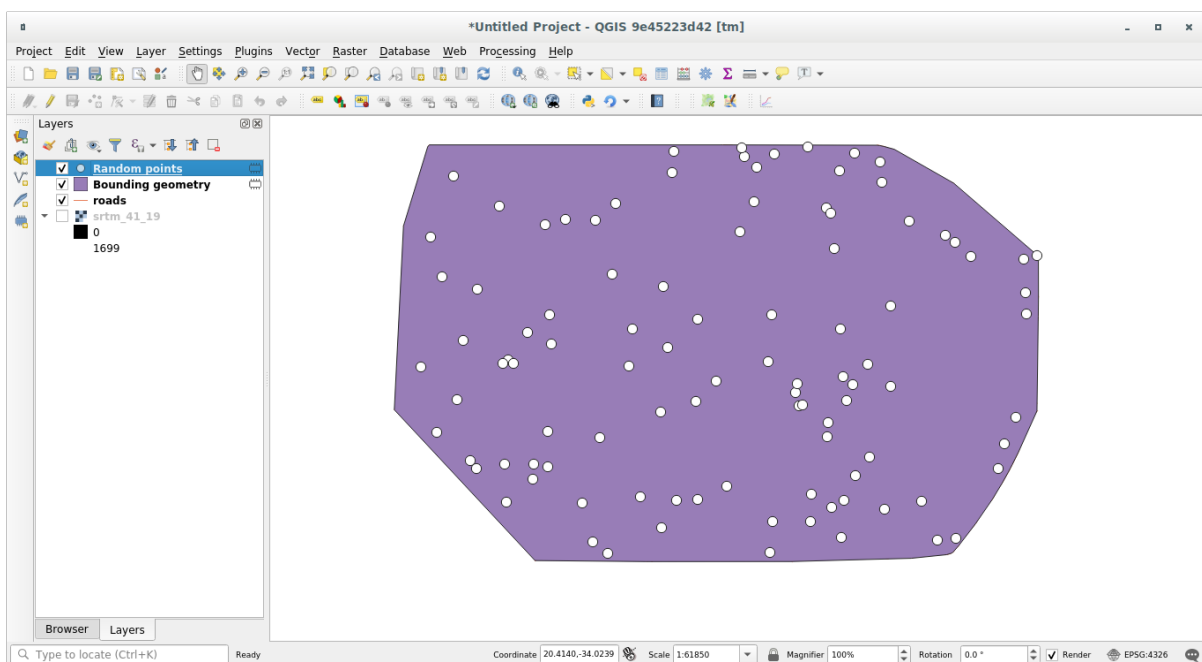 *Untitled Project - QGIS 9e45223d42 [tm]
Project Edit View Layer Settings Plugins Vector Raster Database Web Processing Help
Layers
Random points
Bounding geometry
roads
srtm_41_19
0
1699
Browser Layers
Type to locate (Ctrl+K) Ready Coordinate 20.4140,-34.0239 Scale 1:61850 Magnifier 100% Rotation 0.0 ° Render EPSG:4326